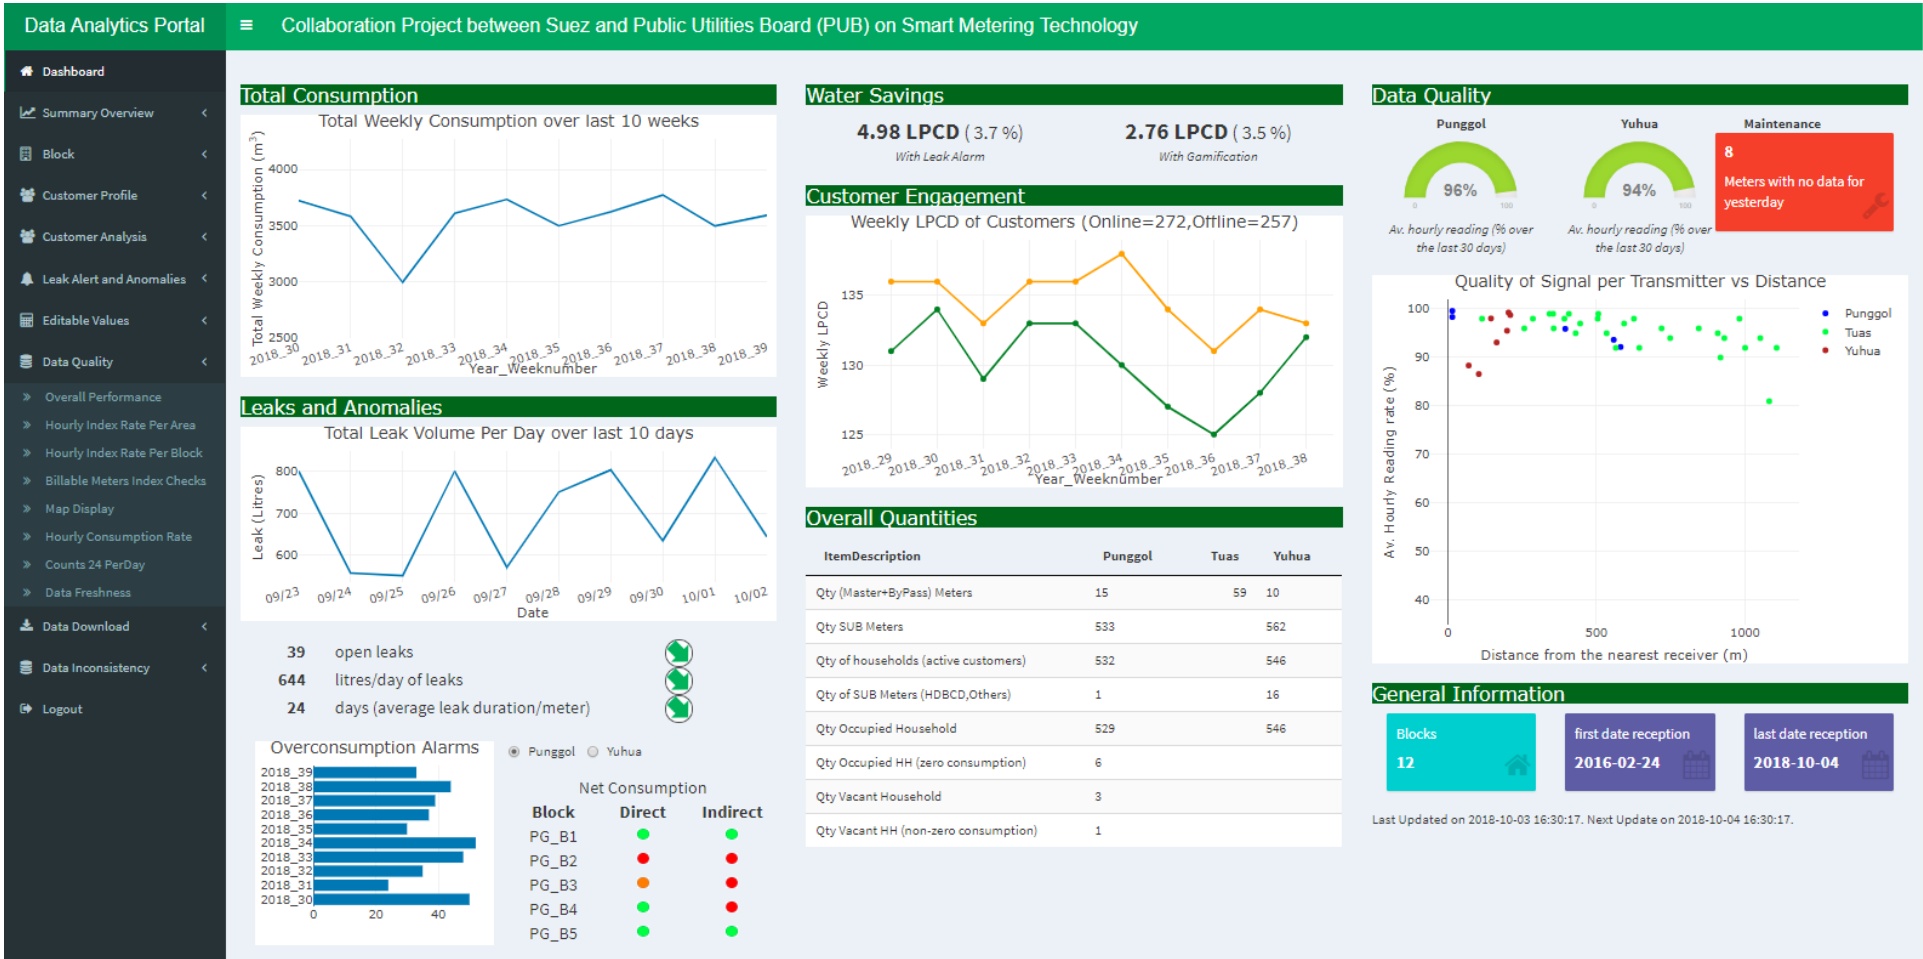 Data Analytics Portal
Collaboration Project between Suez and Public Utilities Board (PUB) on Smart Metering Technology
Dashboard
Summary Overview
Block
Customer Profile
Customer Analysis
Leak Alert and Anomalies
Editable Values
Data Quality
Overall Performance
Hourly Index Rate Per Area
Hourly Index Rate Per Block
Billable Meters Index Checks
Map Display
Hourly Consumption Rate
Counts 24 PerDay
Data Freshness
Data Download
Data Inconsistency
Logout
Total Consumption
Total Weekly Consumption over last 10 weeks
Total Weekly Consumption (m³)
4000
3500
3000
2500
2018_30 2018_31 2018_32 2018_33 2018_34 2018_35 2018_36 2018_37 2018_38 2018_39
Year_Weeknumber
Leaks and Anomalies
Total Leak Volume Per Day over last 10 days
Leak (Litres)
800
700
600
09/23 09/24 09/25 09/26 09/27 09/28 09/29 09/30 10/01 10/02
Date
39 open leaks
644 litres/day of leaks
24 days (average leak duration/meter)
Overconsumption Alarms
2018_39
2018_38
2018_37
2018_36
2018_35
2018_34
2018_33
2018_32
2018_31
2018_30
0 20 40
Punggol Yuhua
Net Consumption
Block Direct Indirect
PG_B1
PG_B2
PG_B3
PG_B4
PG_B5
Water Savings
4.98 LPCD ( 3.7 %)
With Leak Alarm
2.76 LPCD ( 3.5 %)
With Gamification
Customer Engagement
Weekly LPCD of Customers (Online=272,Offline=257)
Weekly LPCD
135
130
125
2018_29 2018_30 2018_31 2018_32 2018_33 2018_34 2018_35 2018_36 2018_37 2018_38
Year_Weeknumber
Overall Quantities
ItemDescription Punggol Tuas Yuhua
Qty (Master+ByPass) Meters 15 59 10
Qty SUB Meters 533 562
Qty of households (active customers) 532 546
Qty of SUB Meters (HDBCD,Others) 1 16
Qty Occupied Household 529 546
Qty Occupied HH (zero consumption) 6
Qty Vacant Household 3
Qty Vacant HH (non-zero consumption) 1
Data Quality
Punggol
96%
0 100
Av. hourly reading (% over
the last 30 days)
Yuhua
94%
0 100
Av. hourly reading (% over
the last 30 days)
Maintenance
8
Meters with no data for
yesterday
Quality of Signal per Transmitter vs Distance
Av. Hourly Reading rate (%)
100
90
80
70
60
50
40
0 500 1000
Distance from the nearest receiver (m)
Punggol
Tuas
Yuhua
General Information
Blocks
12
first date reception
2016-02-24
last date reception
2018-10-04
Last Updated on 2018-10-03 16:30:17. Next Update on 2018-10-04 16:30:17.